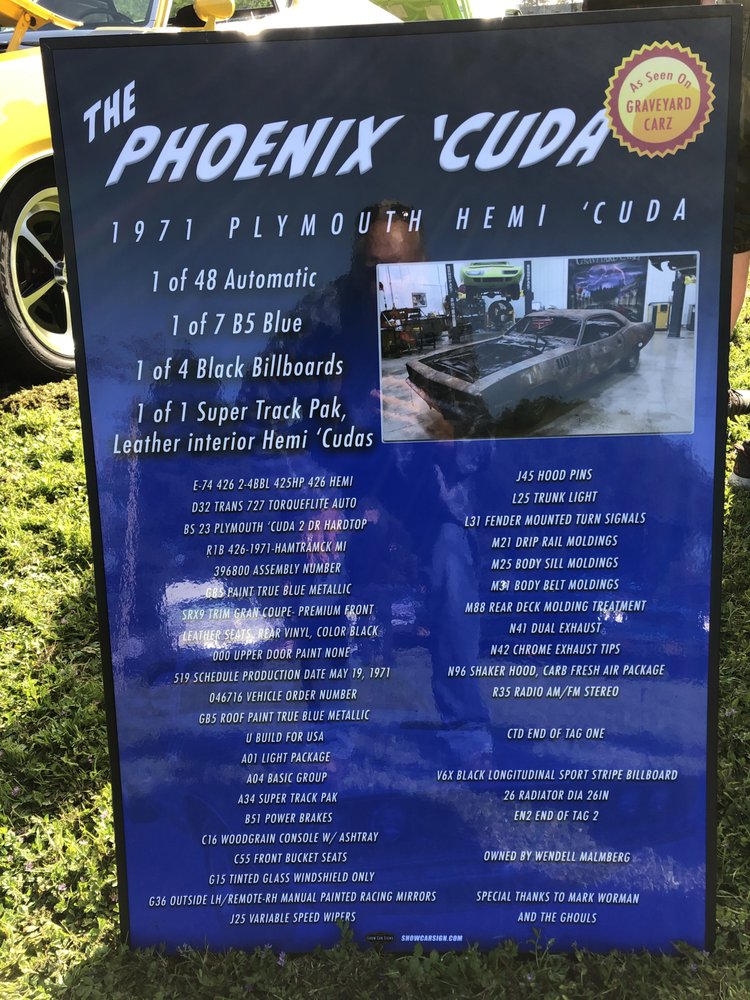 THE
PHOENIX 'CUDA
As Seen On
GRAVEYARD
CARZ
1971 PLYMOUTH HEMI 'CUDA
1 of 48 Automatic
1 of 7 B5 Blue
1 of 4 Black Billboards
1 of 1 Super Track Pak,
Leather interior Hemi 'Cudas
E-74 426 2-4BBL 425HP 426 HEMI
D32 TRANS 727 TORQUEFLITE AUTO
BS 23 PLYMOUTH 'CUDA 2 DR HARDTOP
R1B 426-1971-HAMTRAMCK MI
396800 ASSEMBLY NUMBER
GB5 PAINT TRUE BLUE METALLIC
SRX9 TRIM GRAN COUPE- PREMIUM FRONT
LEATHER SEATS, REAR VINYL, COLOR BLACK
000 UPPER DOOR PAINT NONE
519 SCHEDULE PRODUCTION DATE MAY 19, 1971
046716 VEHICLE ORDER NUMBER
GB5 ROOF PAINT TRUE BLUE METALLIC
U BUILD FOR USA
A01 LIGHT PACKAGE
A04 BASIC GROUP
A34 SUPER TRACK PAK
B51 POWER BRAKES
C16 WOODGRAIN CONSOLE W/ ASHTRAY
C55 FRONT BUCKET SEATS
G15 TINTED GLASS WINDSHIELD ONLY
G36 OUTSIDE LH/REMOTE-RH MANUAL PAINTED RACING MIRRORS
J25 VARIABLE SPEED WIPERS
J45 HOOD PINS
L25 TRUNK LIGHT
L31 FENDER MOUNTED TURN SIGNALS
M21 DRIP RAIL MOLDINGS
M25 BODY SILL MOLDINGS
M31 BODY BELT MOLDINGS
M88 REAR DECK MOLDING TREATMENT
N41 DUAL EXHAUST
N42 CHROME EXHAUST TIPS
N96 SHAKER HOOD, CARB FRESH AIR PACKAGE
R35 RADIO AM/FM STEREO
CTD END OF TAG ONE
V6X BLACK LONGITUDINAL SPORT STRIPE BILLBOARD
26 RADIATOR DIA 26IN
EN2 END OF TAG 2
OWNED BY WENDELL MALMBERG
SPECIAL THANKS TO MARK WORMAN
AND THE GHOULS
SHOWCARSIGN.COM